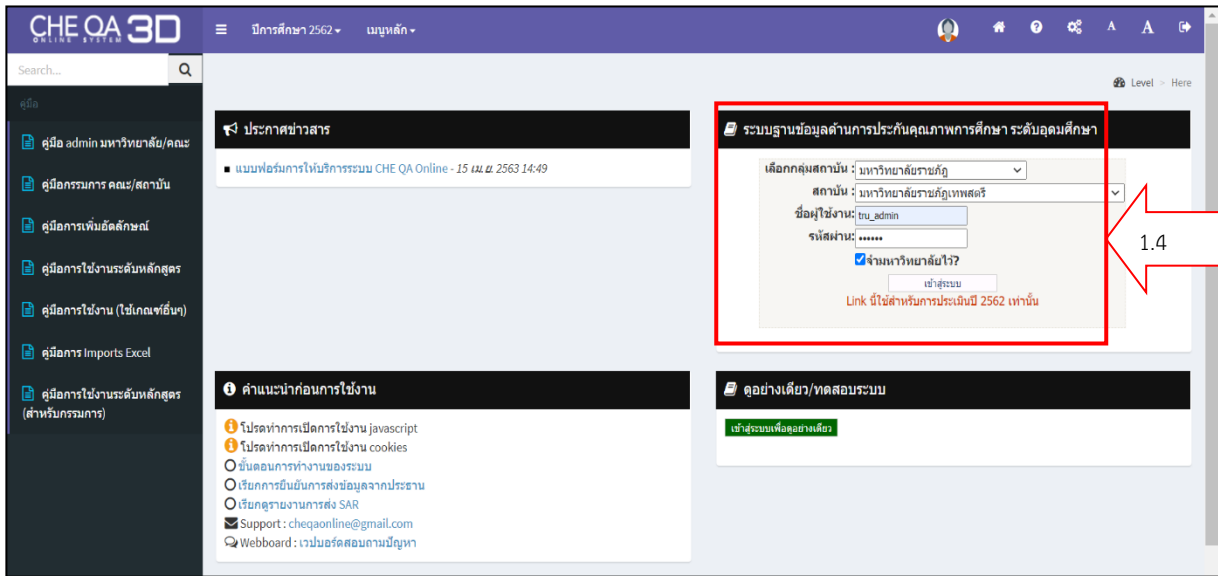 CHE QA 3D
ONLINE SYSTEM
ปีการศึกษา 2562
เมนูหลัก
A A
Search...
คู่มือ
คู่มือ admin มหาวิทยาลัย/คณะ
คู่มือกรรมการ คณะ/สถาบัน
คู่มือการเพิ่มอัตลักษณ์
คู่มือการใช้งานระดับหลักสูตร
คู่มือการใช้งาน (ใช้เกณฑ์อื่นๆ)
คู่มือการ Imports Excel
คู่มือการใช้งานระดับหลักสูตร
(สำหรับกรรมการ)
Level > Here
ประกาศข่าวสาร
แบบฟอร์มการให้บริการระบบ CHE QA Online - 15 เม.ย. 2563 14:49
ระบบฐานข้อมูลด้านการประกันคุณภาพการศึกษา ระดับอุดมศึกษา
เลือกกลุ่มสถาบัน : มหาวิทยาลัยราชภัฏ
สถาบัน : มหาวิทยาลัยราชภัฏเทพสตรี
ชื่อผู้ใช้งาน: tru_admin
รหัสผ่าน: ••••••
จำมหาวิทยาลัยไว้?
เข้าสู่ระบบ
Link นี้ใช้สำหรับการประเมินปี 2562 เท่านั้น
1.4
คำแนะนำก่อนการใช้งาน
โปรดทำการเปิดการใช้งาน javascript
โปรดทำการเปิดการใช้งาน cookies
ขั้นตอนการทำงานของระบบ
เรียกการยืนยันการส่งข้อมูลจากประธาน
เรียกดูรายงานการส่ง SAR
Support : cheqaonline@gmail.com
Webboard : เวปบอร์ดสอบถามปัญหา
ดูอย่างเดียว/ทดสอบระบบ
เข้าสู่ระบบเพื่อดูอย่างเดียว